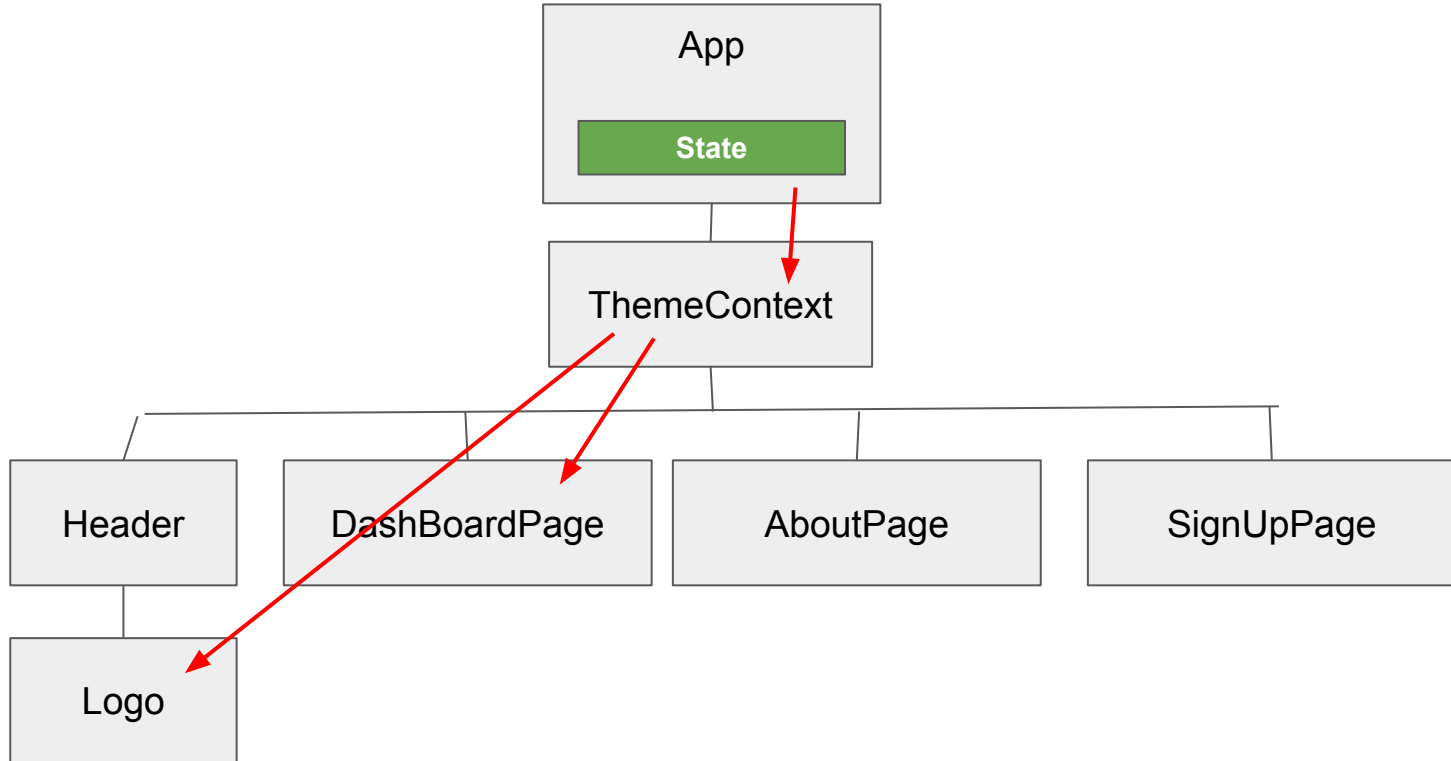 App
State
ThemeContext
Header
DashBoardPage
AboutPage
SignUpPage
Logo